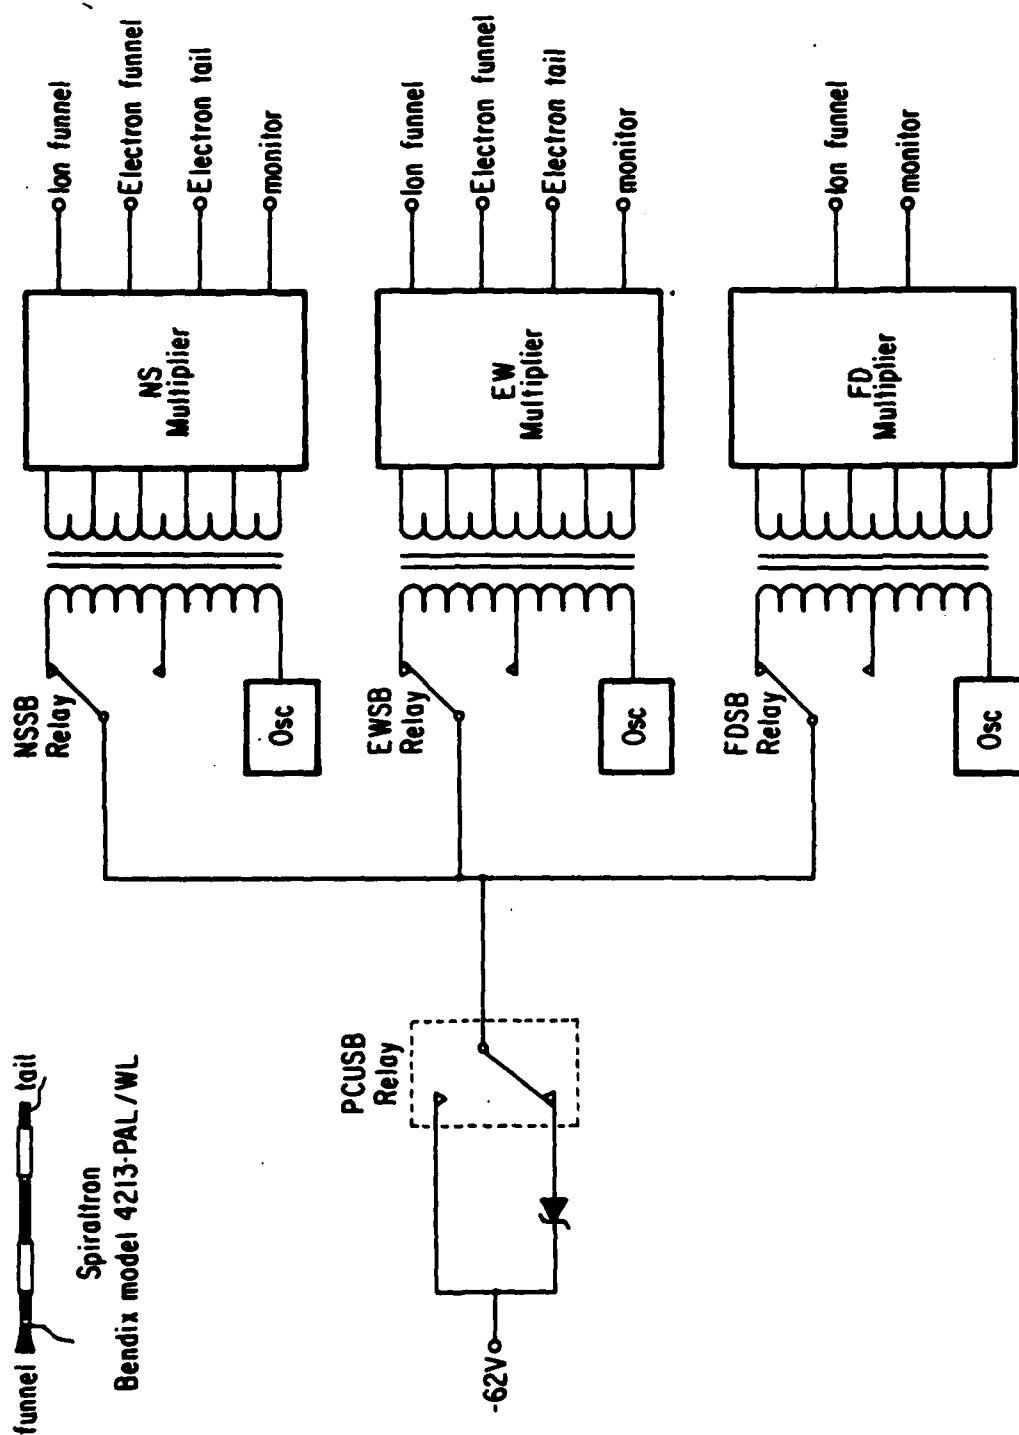 funnel
tail
Spiraltron
Bendix model 4213-PAL/WL
-62V
PCUSB
Relay
NSSB
Relay
Osc
NS
Multiplier
Ion funnel
Electron funnel
Electron tail
monitor
EWSB
Relay
Osc
EW
Multiplier
Ion funnel
Electron funnel
Electron tail
monitor
FDSB
Relay
Osc
FD
Multiplier
Ion funnel
monitor